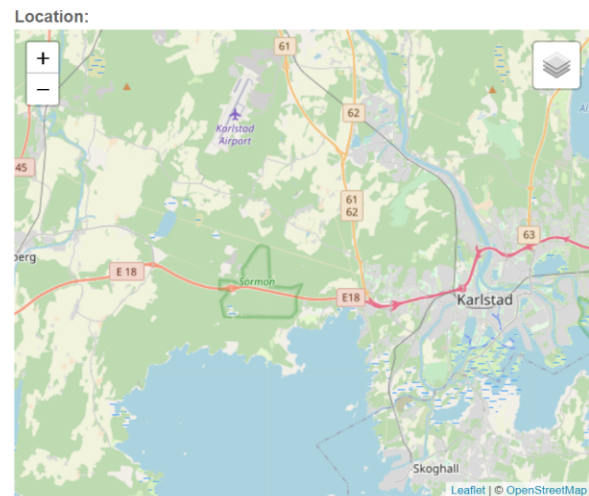 Location:
+
−
61
62
Karlstad
Airport
45
61
62
63
berg
E 18
Sörmon
E18
Karlstad
Skoghall
Leaflet | © OpenStreetMap